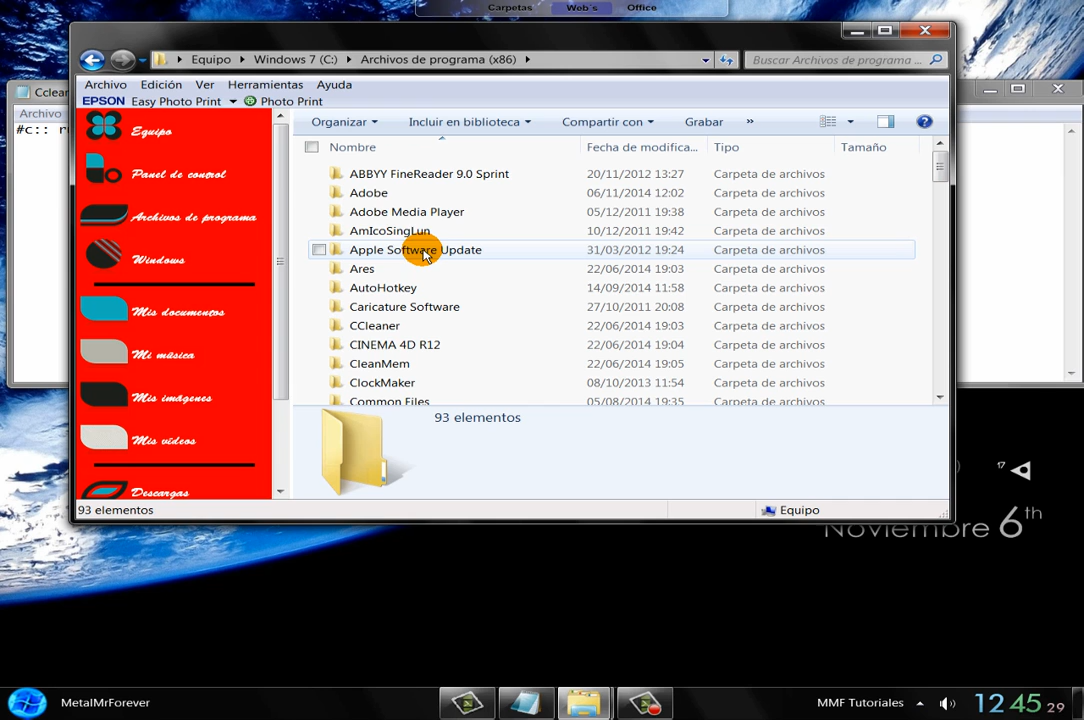 Carpetas Web´s Office
Equipo Windows 7 (C:) Archivos de programa (x86)
Buscar Archivos de programa ...
Archivo Edición Ver Herramientas Ayuda
EPSON Easy Photo Print Photo Print
Cclean
Archivo
#c:: r
Organizar Incluir en biblioteca Compartir con Grabar »
Nombre Fecha de modifica... Tipo Tamaño
ABBYY FineReader 9.0 Sprint 20/11/2012 13:27 Carpeta de archivos
Adobe 06/11/2014 12:02 Carpeta de archivos
Adobe Media Player 05/12/2011 19:38 Carpeta de archivos
AmIcoSingLun 10/12/2011 19:42 Carpeta de archivos
Apple Software Update 31/03/2012 19:24 Carpeta de archivos
Ares 22/06/2014 19:03 Carpeta de archivos
AutoHotkey 14/09/2014 11:58 Carpeta de archivos
Caricature Software 27/10/2011 20:08 Carpeta de archivos
CCleaner 22/06/2014 19:03 Carpeta de archivos
CINEMA 4D R12 22/06/2014 19:04 Carpeta de archivos
CleanMem 22/06/2014 19:05 Carpeta de archivos
ClockMaker 08/10/2013 11:54 Carpeta de archivos
Common Files 05/08/2014 19:35 Carpeta de archivos
Equipo
Panel de control
Archivos de programa
Windows
Mis documentos
Mi música
Mis imágenes
Mis vídeos
Descargas
93 elementos
93 elementos Equipo
17
Noviembre 6th
MetalMrForever MMF Tutoriales 12 45 29